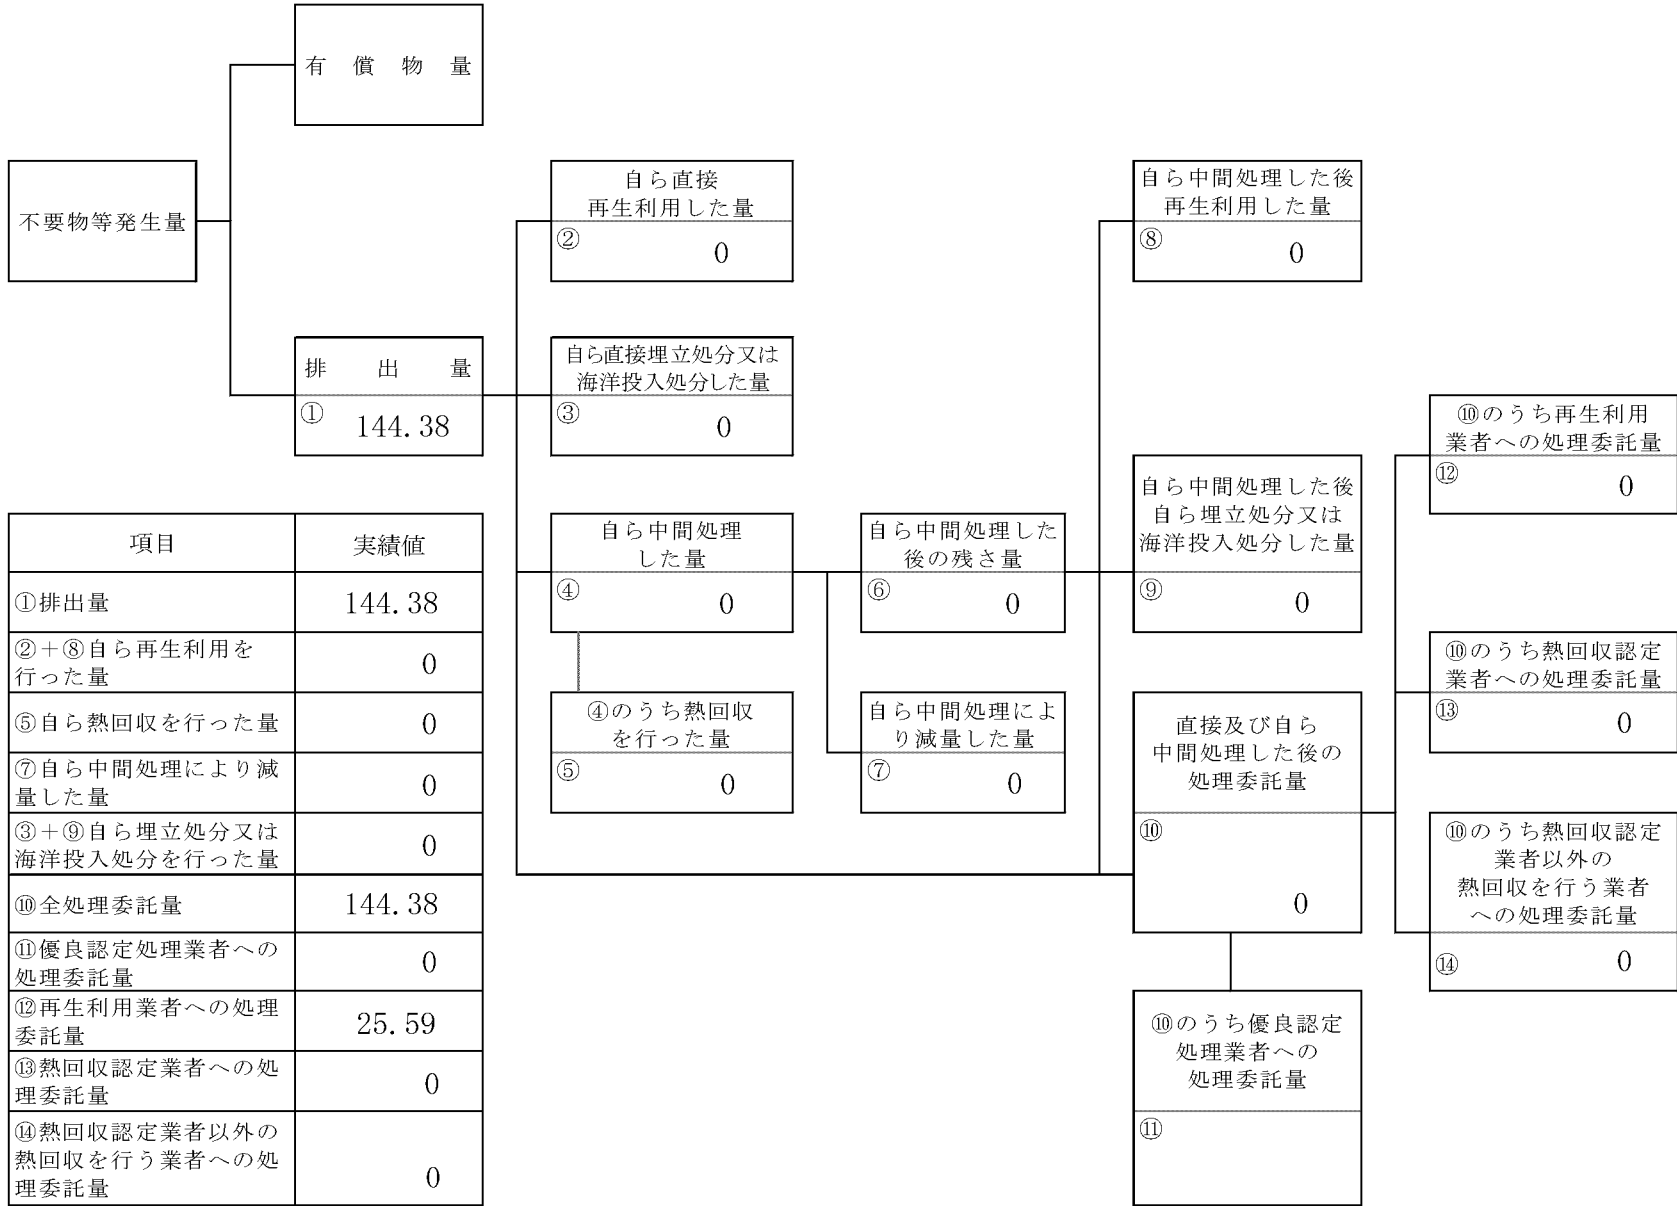 有償物量
不要物等発生量
排出量
① 144.38
自ら直接
再生利用した量
② 0
自ら直接埋立処分又は
海洋投入処分した量
③ 0
自ら中間処理
した量
④ 0
④のうち熱回収
を行った量
⑤ 0
自ら中間処理した
後の残さ量
⑥ 0
自ら中間処理によ
り減量した量
⑦ 0
自ら中間処理した後
再生利用した量
⑧ 0
自ら中間処理した後
自ら埋立処分又は
海洋投入処分した量
⑨ 0
直接及び自ら
中間処理した後の
処理委託量
⑩
0
⑩のうち優良認定
処理業者への
処理委託量
⑪
⑩のうち再生利用
業者への処理委託量
⑫ 0
⑩のうち熱回収認定
業者への処理委託量
⑬ 0
⑩のうち熱回収認定
業者以外の
熱回収を行う業者
への処理委託量
⑭ 0
項目 実績値
①排出量 144.38
②+⑧自ら再生利用を
行った量 0
⑤自ら熱回収を行った量 0
⑦自ら中間処理により減
量した量 0
③+⑨自ら埋立処分又は
海洋投入処分を行った量 0
⑩全処理委託量 144.38
⑪優良認定処理業者への
処理委託量 0
⑫再生利用業者への処理
委託量 25.59
⑬熱回収認定業者への処
理委託量 0
⑭熱回収認定業者以外の
熱回収を行う業者への処
理委託量 0